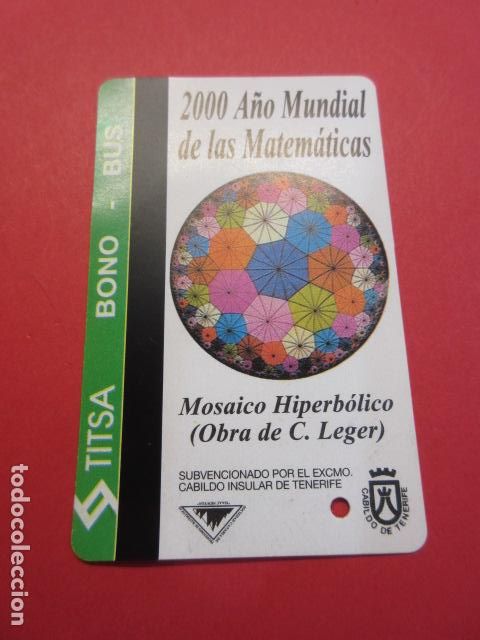 2000 Año Mundial
de las Matemáticas
TITSA BONO - BUS
Mosaico Hiperbólico
(Obra de C. Leger)
SUBVENCIONADO POR EL EXCMO.
CABILDO INSULAR DE TENERIFE
CABILDO DE TENERIFE
todocoleccion